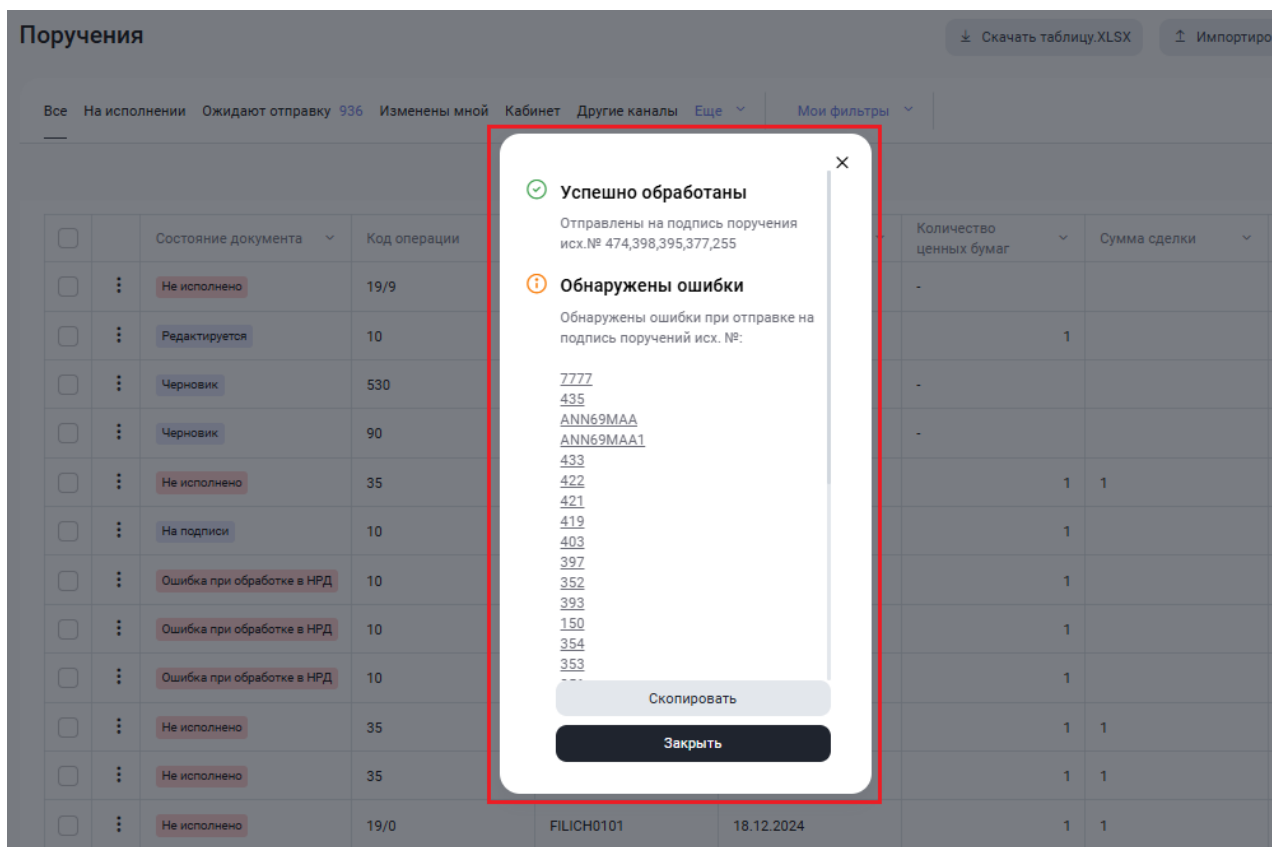 Поручения
Скачать таблицу.XLSX
Импортиро
Все На исполнении Ожидают отправку 936 Изменены мной Кабинет Другие каналы Еще Мои фильтры
Успешно обработаны
Отправлены на подпись поручения
исх.№ 474,398,395,377,255
Обнаружены ошибки
Обнаружены ошибки при отправке на
подпись поручений исх. №:
7777
435
ANN69MAA
ANN69MAA1
433
422
421
419
403
397
352
393
150
354
353
Скопировать
Закрыть
Состояние документа Код операции Количество ценных бумаг Сумма сделки
Не исполнено 19/9 -
Редактируется 10 1
Черновик 530 -
Черновик 90 -
Не исполнено 35 1 1
На подписи 10 1
Ошибка при обработке в НРД 10 1
Ошибка при обработке в НРД 10 1
Ошибка при обработке в НРД 10 1
Не исполнено 35 1 1
Не исполнено 35 1 1
Не исполнено 19/0 FILICH0101 18.12.2024 1 1